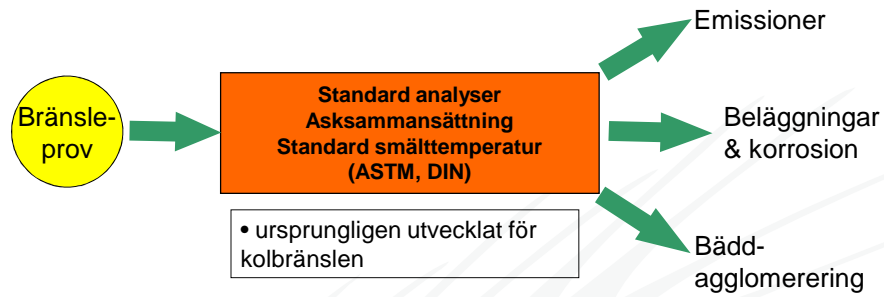 Bränsle-
prov
Standard analyser
Asksammansättning
Standard smälttemperatur
(ASTM, DIN)
• ursprungligen utvecklat för
kolbränslen
Emissioner
Beläggningar
& korrosion
Bädd-
agglomerering